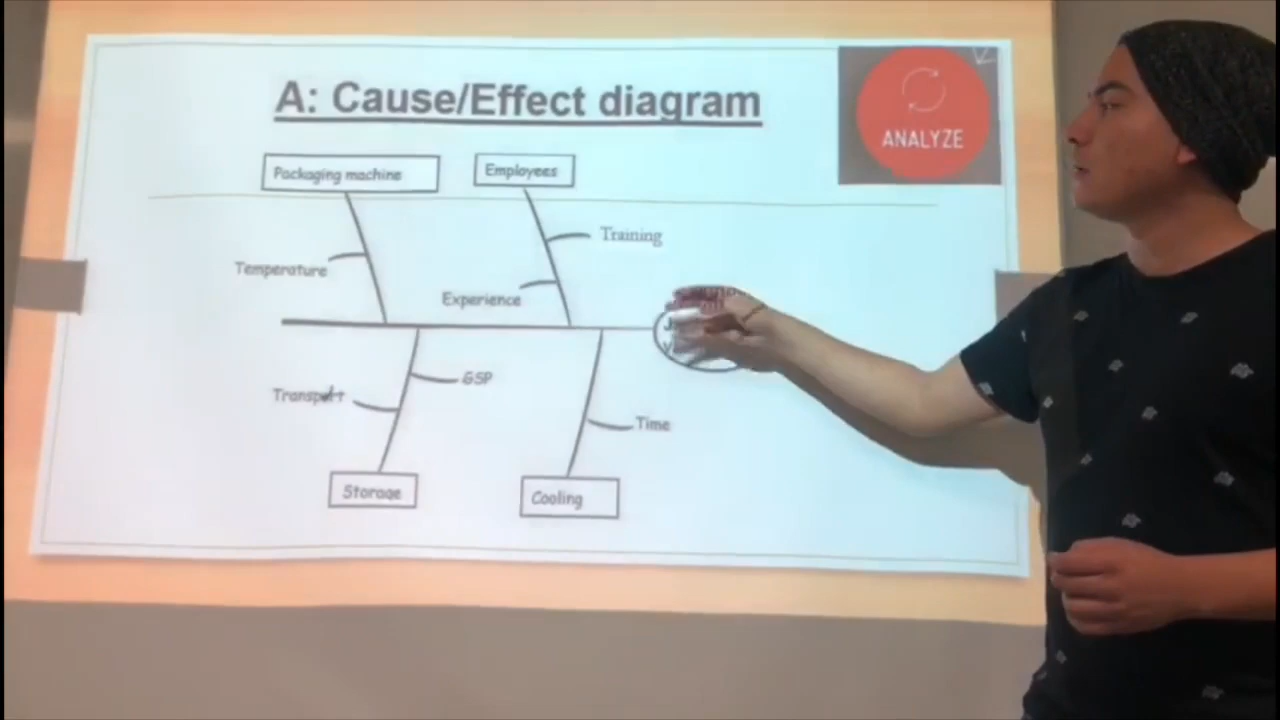 A: Cause/Effect diagram
ANALYZE
Packaging machine
Employees
Training
Temperature
Experience
GSP
Transport
Time
Storage
Cooling